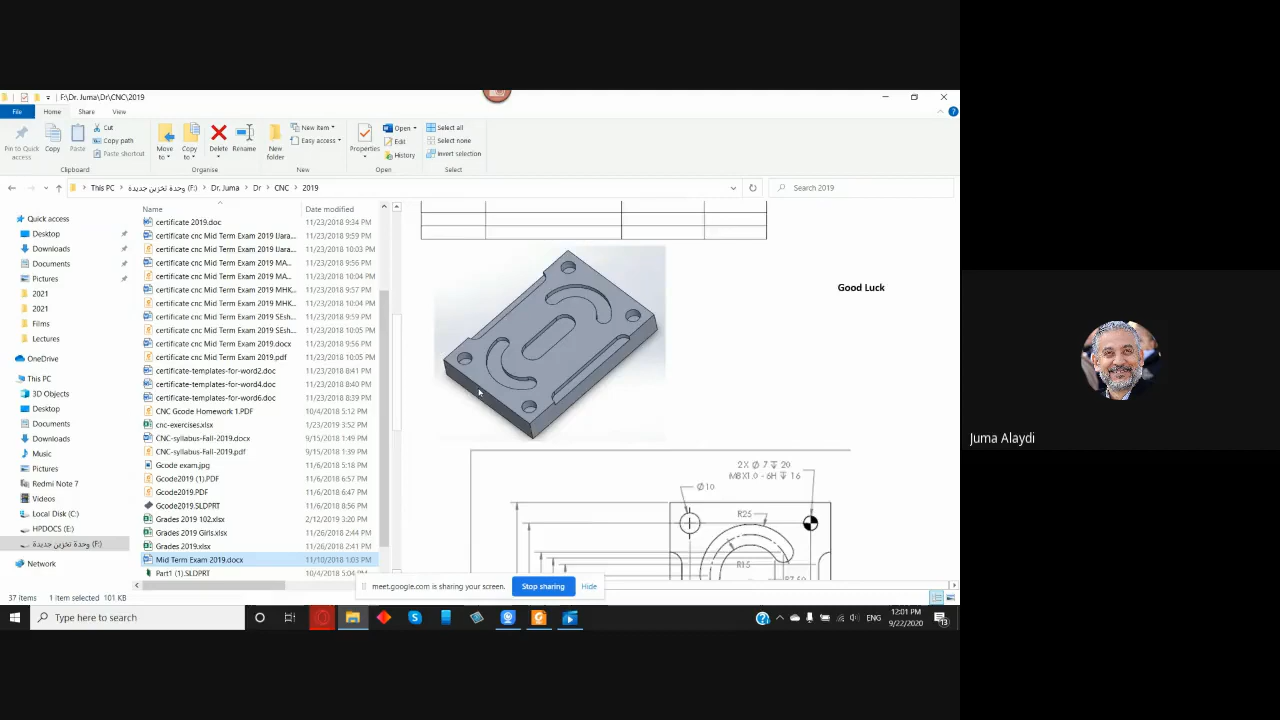 F:\Dr. Juma\Dr\CNC\2019
File Home Share View
Pin to Quick access
Copy
Paste
Cut
Copy path
Paste shortcut
Move to
Copy to
Delete
Rename
New folder
New item
Easy access
Properties
Open
Edit
History
Select all
Select none
Invert selection
Clipboard Organise New Open Select
This PC وحدة تخزين جديدة (F:) Dr. Juma Dr CNC 2019
Search 2019
Quick access
Desktop
Downloads
Documents
Pictures
2021
2021
Films
Lectures
OneDrive
This PC
3D Objects
Desktop
Documents
Downloads
Music
Pictures
Redmi Note 7
Videos
Local Disk (C:)
HPDOCS (E:)
وحدة تخزين جديدة (F:)
Network
Name Date modified
certificate 2019.doc 11/23/2018 9:34 PM
certificate cnc Mid Term Exam 2019 IJara... 11/23/2018 9:59 PM
certificate cnc Mid Term Exam 2019 IJara... 11/23/2018 10:03 PM
certificate cnc Mid Term Exam 2019 MA... 11/23/2018 9:56 PM
certificate cnc Mid Term Exam 2019 MA... 11/23/2018 10:04 PM
certificate cnc Mid Term Exam 2019 MHK... 11/23/2018 9:57 PM
certificate cnc Mid Term Exam 2019 MHK... 11/23/2018 10:04 PM
certificate cnc Mid Term Exam 2019 SEsh... 11/23/2018 9:59 PM
certificate cnc Mid Term Exam 2019 SEsh... 11/23/2018 10:05 PM
certificate cnc Mid Term Exam 2019.docx 11/23/2018 9:56 PM
certificate cnc Mid Term Exam 2019.pdf 11/23/2018 10:05 PM
certificate-templates-for-word2.doc 11/23/2018 8:41 PM
certificate-templates-for-word4.doc 11/23/2018 8:40 PM
certificate-templates-for-word6.doc 11/23/2018 8:39 PM
CNC Gcode Homework 1.PDF 10/4/2018 5:12 PM
cnc-exercises.xlsx 1/23/2019 3:52 PM
CNC-syllabus-Fall-2019.docx 9/15/2018 1:49 PM
CNC-syllabus-Fall-2019.pdf 9/15/2018 1:39 PM
Gcode exam.jpg 11/6/2018 5:18 PM
Gcode2019 (1).PDF 11/6/2018 6:57 PM
Gcode2019.PDF 11/6/2018 6:47 PM
Gcode2019.SLDPRT 11/6/2018 8:56 PM
Grades 2019 102.xlsx 2/12/2019 3:20 PM
Grades 2019 Girls.xlsx 11/26/2018 2:44 PM
Grades 2019.xlsx 11/26/2018 2:41 PM
Mid Term Exam 2019.docx 11/10/2018 1:03 PM
Part1 (1).SLDPRT 10/4/2018 5:04
Good Luck
2X Ø 7 ↧ 20
M8X1.0 - 6H ↧ 16
Ø10
R25
R15
R7.50
meet.google.com is sharing your screen. Stop sharing Hide
37 items 1 item selected 101 KB
Type here to search
ENG
12:01 PM
9/22/2020
13
Juma Alaydi